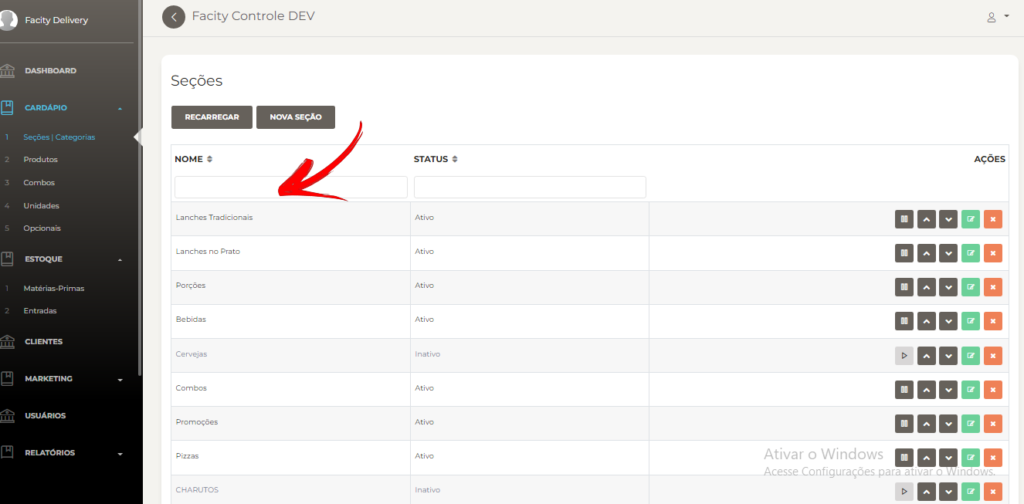 Facity Delivery
Facity Controle DEV
DASHBOARD
CARDÁPIO
1 Seções | Categorias
2 Produtos
3 Combos
4 Unidades
5 Opcionais
ESTOQUE
1 Matérias-Primas
2 Entradas
CLIENTES
MARKETING
USUÁRIOS
RELATÓRIOS
Seções
RECARREGAR NOVA SEÇÃO
NOME STATUS AÇÕES
Lanches Tradicionais Ativo
Lanches no Prato Ativo
Porções Ativo
Bebidas Ativo
Cervejas Inativo
Combos Ativo
Promoções Ativo
Pizzas Ativo
CHARUTOS Inativo
Ativar o Windows
Acesse Configurações para ativar o Windows.